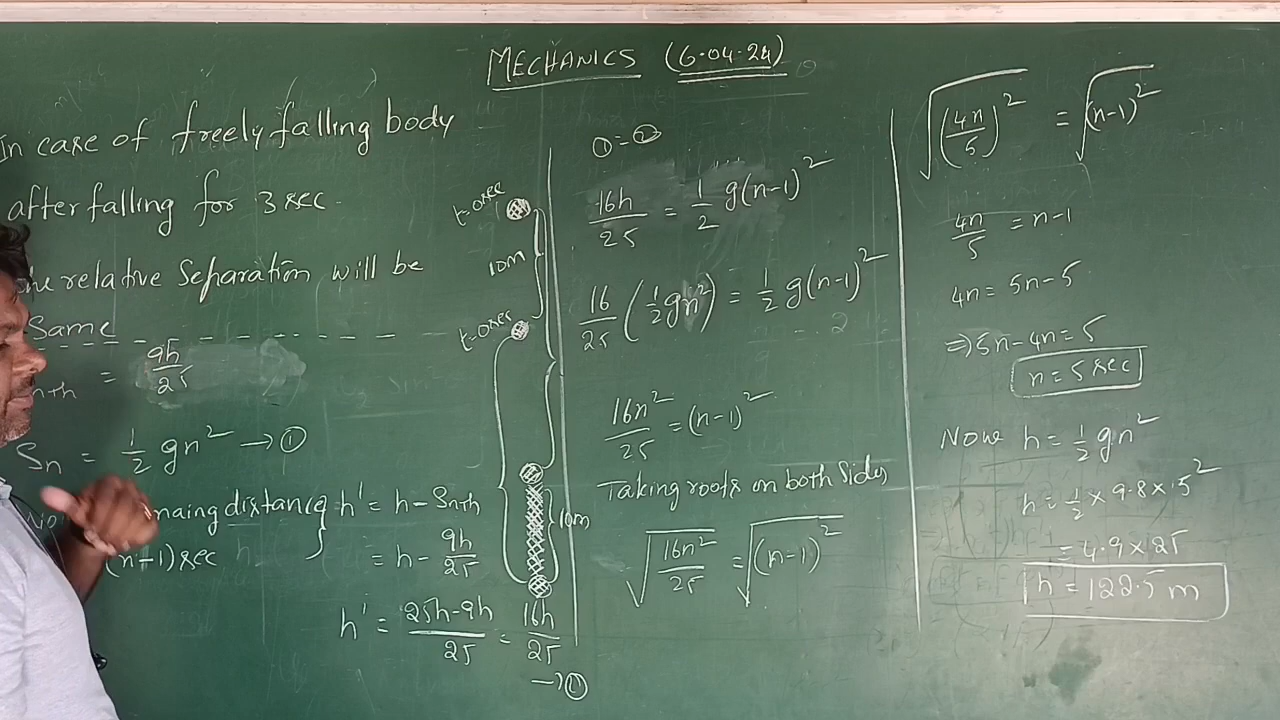 MECHANICS (6.04.24)
In case of freely falling body
after falling for 3 sec.
the relative Separation will be
Same
nth = 9h/25
Sn = 1/2 gn² → ①
naing distance h' = h - Snth
(n-1) sec = h - 9h/25
h' = 25h-9h/25 = 16h/25
→ ①
t=0sec
10m
t=0sec
10m
① = ②
16h/25 = 1/2 g(n-1)²
16/25 (1/2 gn²) = 1/2 g(n-1)²
16n²/25 = (n-1)²
Taking roots on both Sides
√16n²/25 = √(n-1)²
√(4n/5)² = √(n-1)²
4n/5 = n-1
4n = 5n-5
⇒ 5n-4n = 5
n = 5 sec
Now h = 1/2 gn²
h = 1/2 × 9.8 × 5²
= 4.9 × 25
h = 122.5 m